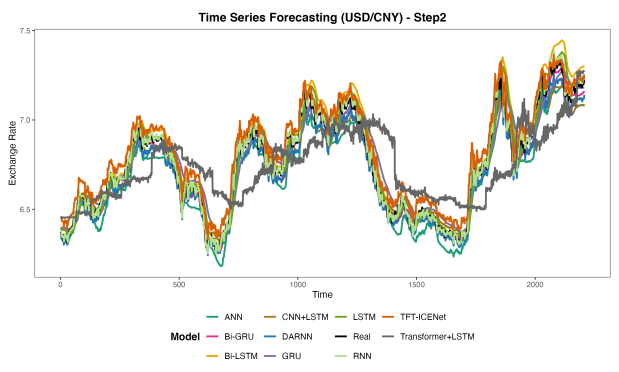 Time Series Forecasting (USD/CNY) - Step2
7.5
7.0
6.5
Exchange Rate
0 500 1000 1500 2000
Time
Model
ANN CNN+LSTM LSTM TFT-ICENet
Bi-GRU DARNN Real Transformer+LSTM
Bi-LSTM GRU RNN